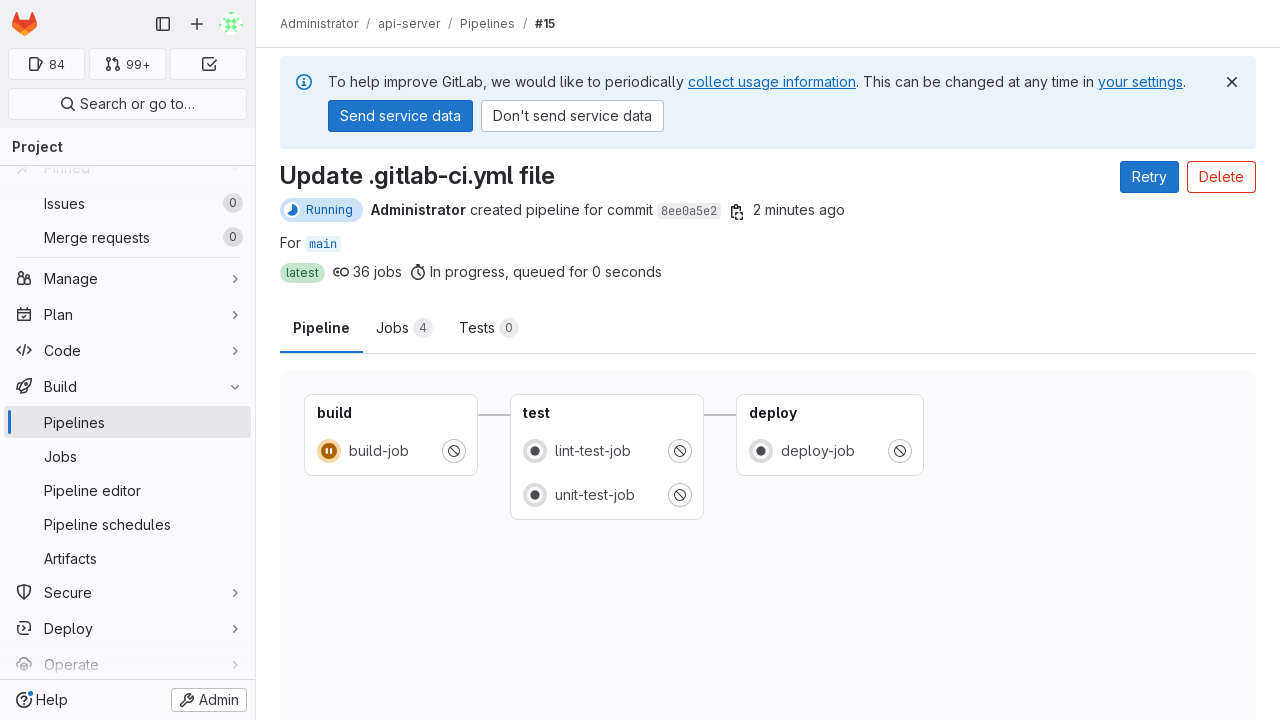 84
99+
Search or go to…
Project
Pinned
Issues 0
Merge requests 0
Manage
Plan
Code
Build
Pipelines
Jobs
Pipeline editor
Pipeline schedules
Artifacts
Secure
Deploy
Operate
Help
Admin
Administrator / api-server / Pipelines / #15
To help improve GitLab, we would like to periodically collect usage information. This can be changed at any time in your settings.
Send service data
Don't send service data
Update .gitlab-ci.yml file
Retry
Delete
Running Administrator created pipeline for commit 8ee0a5e2 2 minutes ago
For main
latest 36 jobs In progress, queued for 0 seconds
Pipeline Jobs 4 Tests 0
build
build-job
test
lint-test-job
unit-test-job
deploy
deploy-job